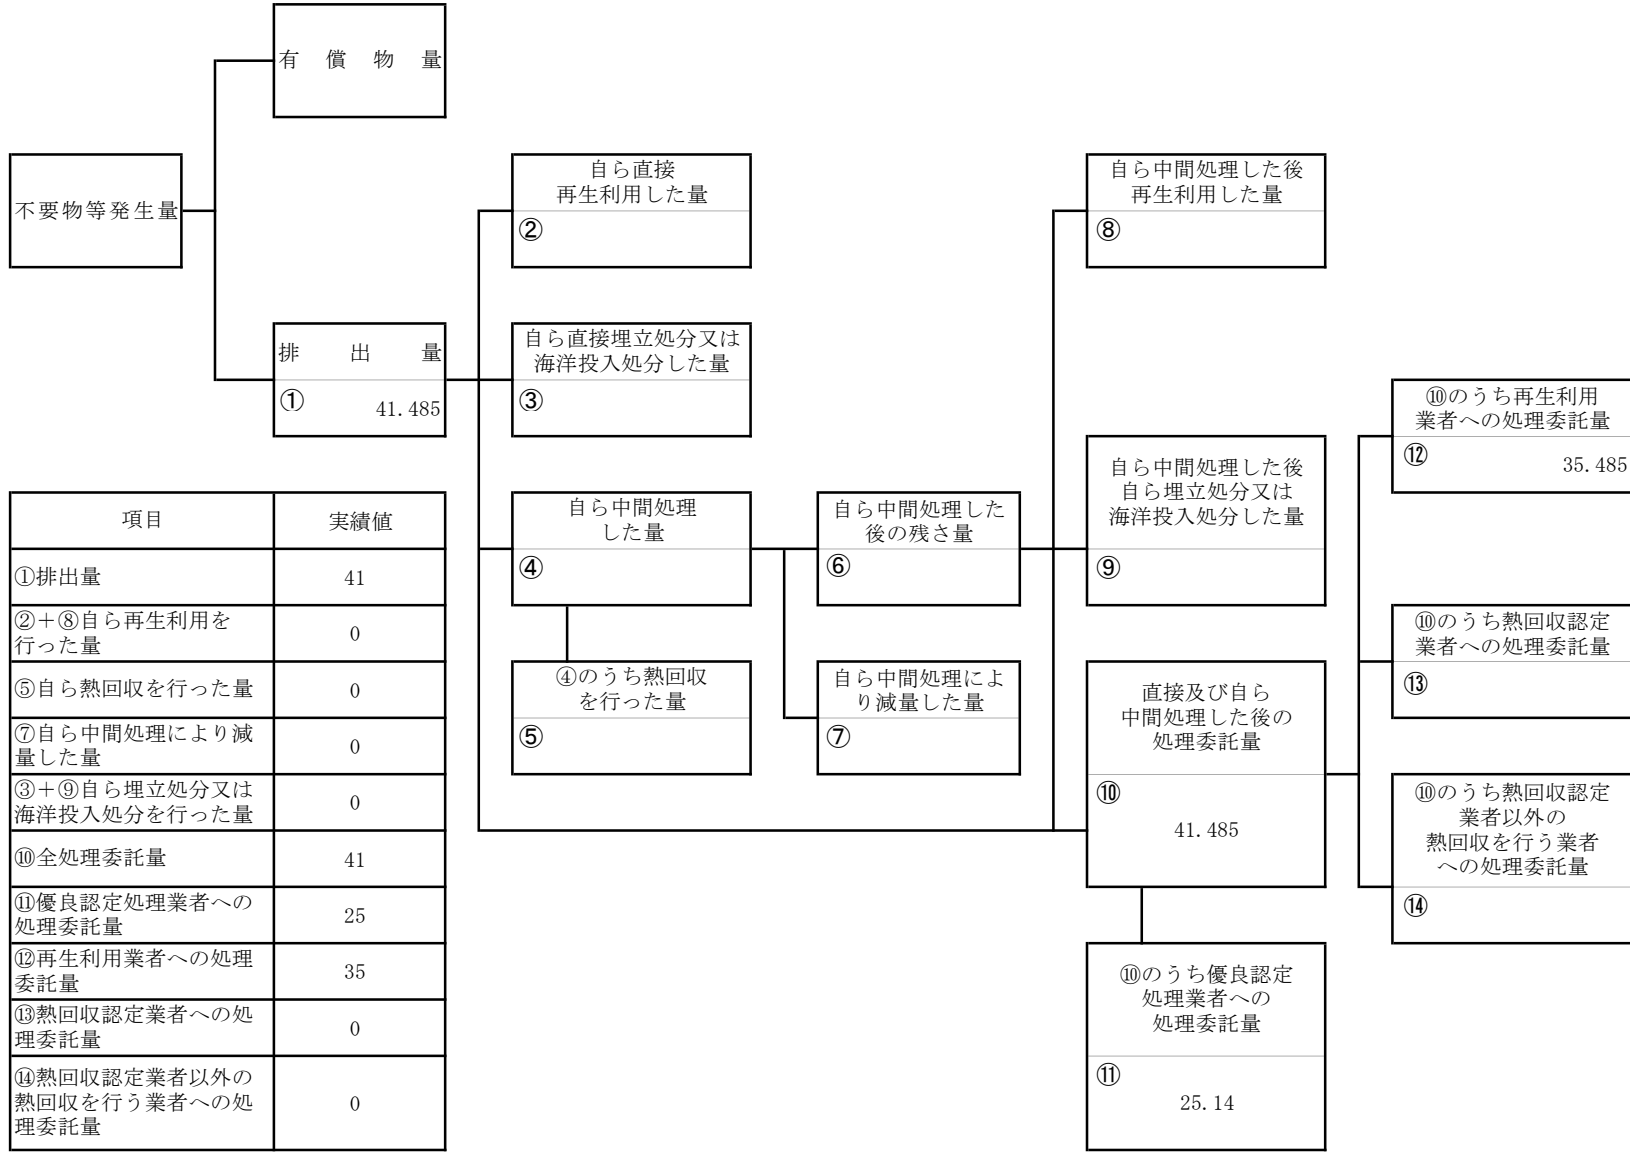 有償物量
自ら直接
再生利用した量
②
自ら中間処理した後
再生利用した量
⑧
不要物等発生量
排出量
①
41.485
自ら直接埋立処分又は
海洋投入処分した量
③
⑩のうち再生利用
業者への処理委託量
⑫
35.485
自ら中間処理した後
自ら埋立処分又は
海洋投入処分した量
⑨
自ら中間処理
した量
④
自ら中間処理した
後の残さ量
⑥
⑩のうち熱回収認定
業者への処理委託量
⑬
④のうち熱回収
を行った量
⑤
自ら中間処理によ
り減量した量
⑦
直接及び自ら
中間処理した後の
処理委託量
⑩
41.485
⑩のうち熱回収認定
業者以外の
熱回収を行う業者
への処理委託量
⑭
⑩のうち優良認定
処理業者への
処理委託量
⑪
25.14
項目 実績値
①排出量 41
②＋⑧自ら再生利用を
行った量 0
⑤自ら熱回収を行った量 0
⑦自ら中間処理により減
量した量 0
③＋⑨自ら埋立処分又は
海洋投入処分を行った量 0
⑩全処理委託量 41
⑪優良認定処理業者への
処理委託量 25
⑫再生利用業者への処理
委託量 35
⑬熱回収認定業者への処
理委託量 0
⑭熱回収認定業者以外の
熱回収を行う業者への処
理委託量 0